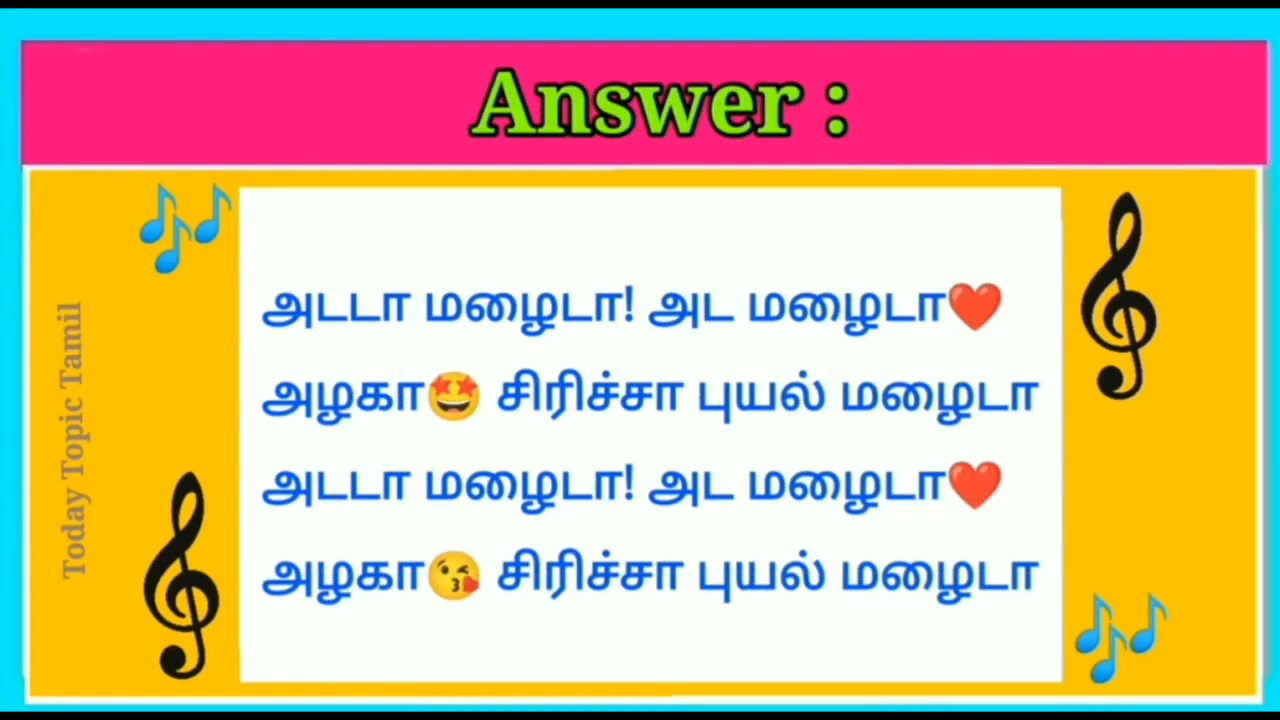 Answer :
அடடா மழைடா! அட மழைடா❤️
அழகா🤩 சிரிச்சா புயல் மழைடா
அடடா மழைடா! அட மழைடா❤️
அழகா😘 சிரிச்சா புயல் மழைடா
Today Topic Tamil